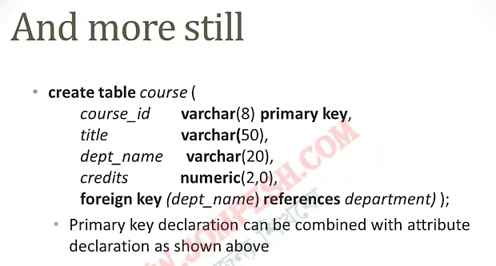 And more still
• create table course (
course_id varchar(8) primary key,
title varchar(50),
dept_name varchar(20),
credits numeric(2,0),
foreign key (dept_name) references department) );
• Primary key declaration can be combined with attribute
declaration as shown above
WWW.JOMPESH.COM